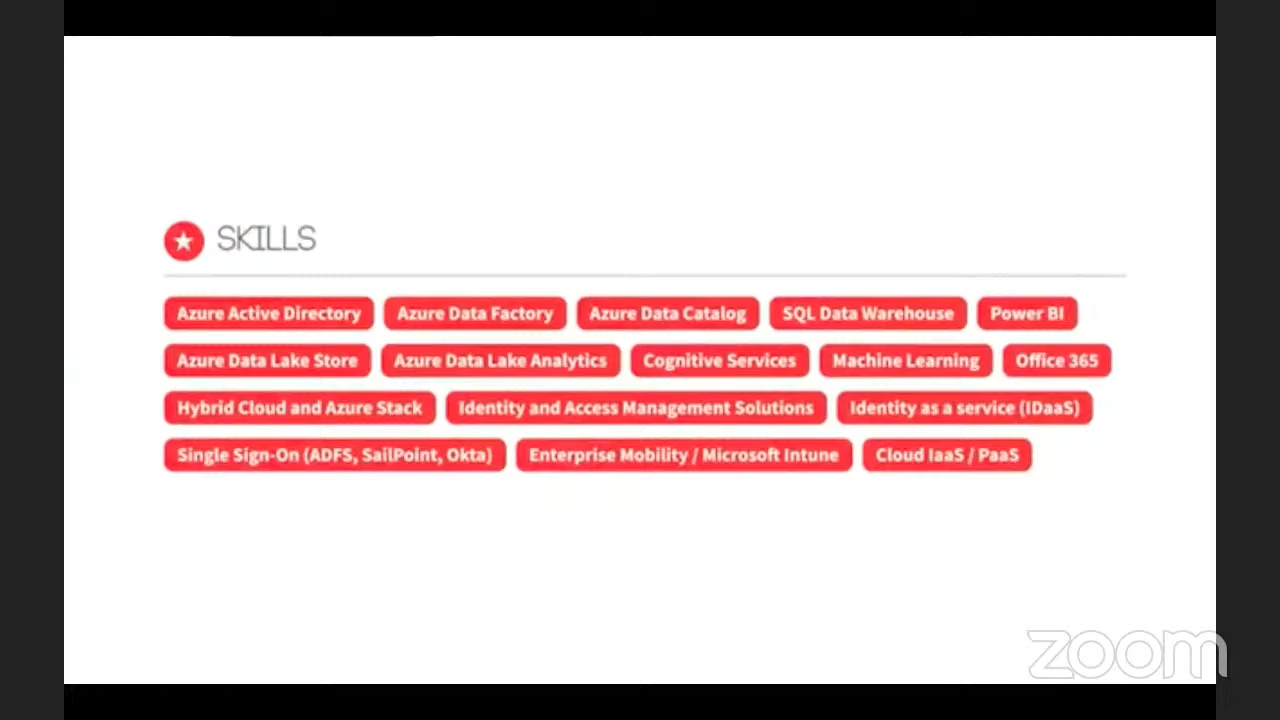 SKILLS
Azure Active Directory Azure Data Factory Azure Data Catalog SQL Data Warehouse Power BI
Azure Data Lake Store Azure Data Lake Analytics Cognitive Services Machine Learning Office 365
Hybrid Cloud and Azure Stack Identity and Access Management Solutions Identity as a service (IDaaS)
Single Sign-On (ADFS, SailPoint, Okta) Enterprise Mobility / Microsoft Intune Cloud IaaS / PaaS
zoom